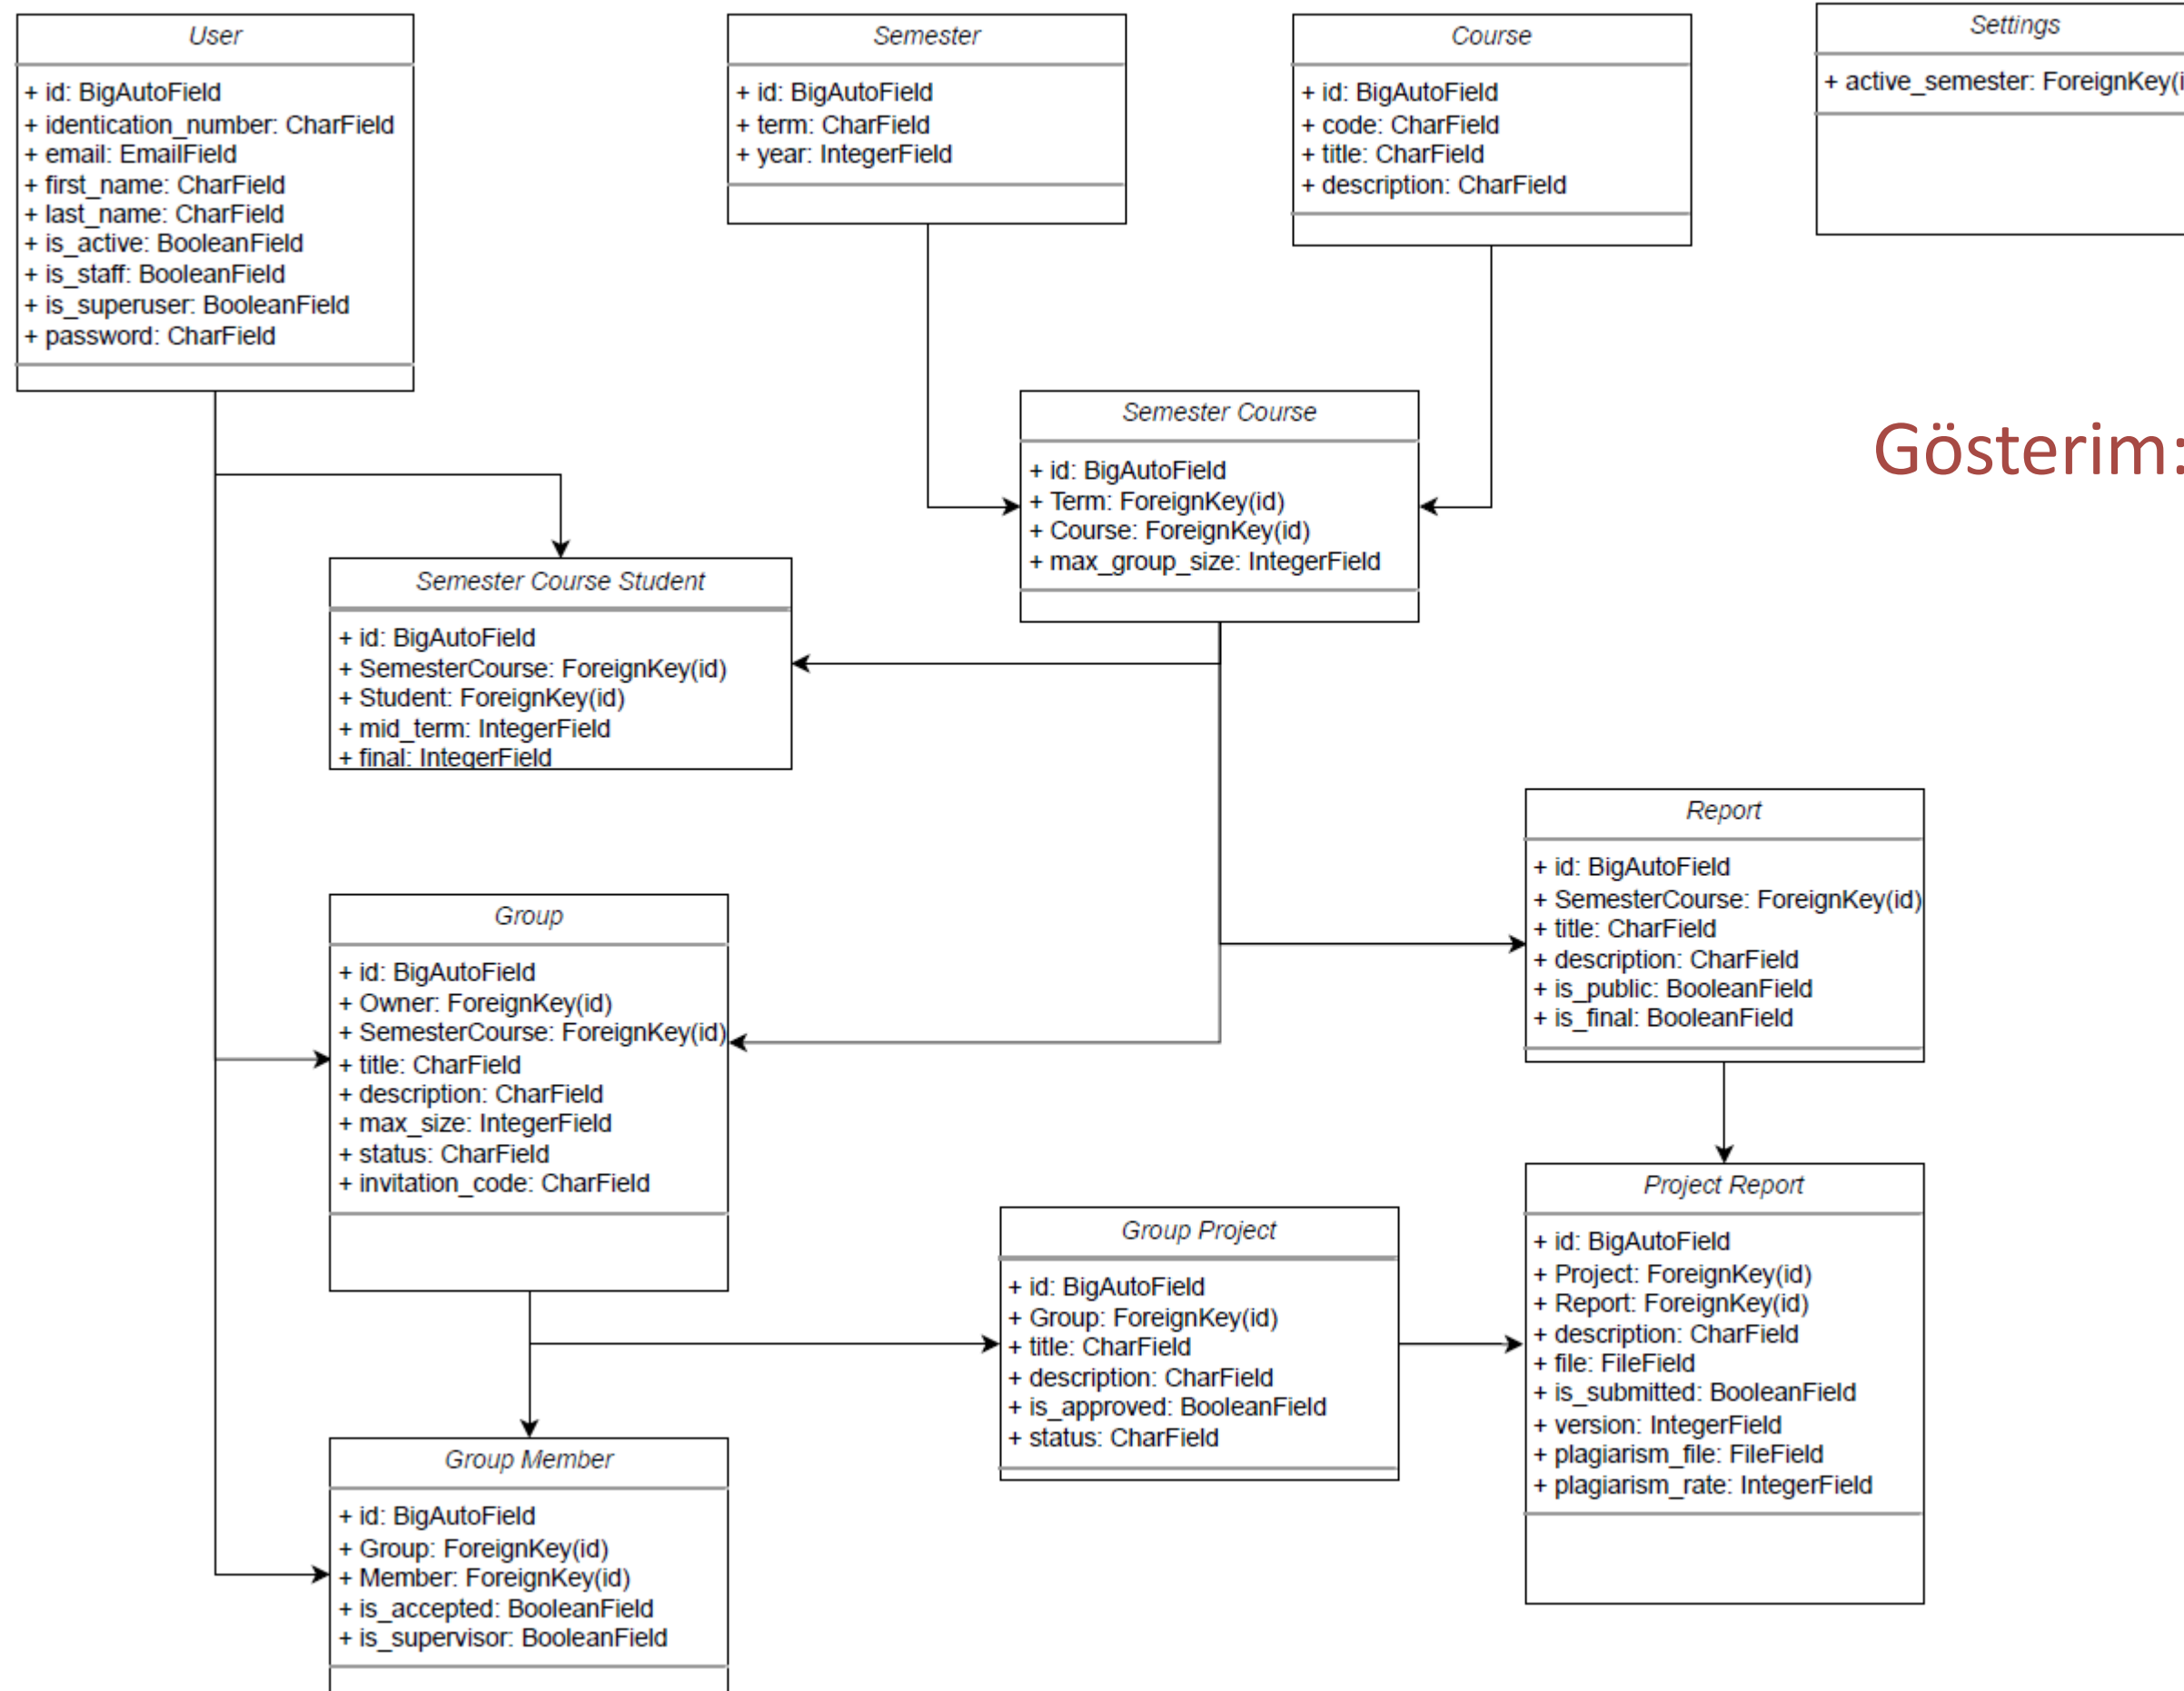 User
+ id: BigAutoField
+ identication_number: CharField
+ email: EmailField
+ first_name: CharField
+ last_name: CharField
+ is_active: BooleanField
+ is_staff: BooleanField
+ is_superuser: BooleanField
+ password: CharField
Semester
+ id: BigAutoField
+ term: CharField
+ year: IntegerField
Course
+ id: BigAutoField
+ code: CharField
+ title: CharField
+ description: CharField
Settings
+ active_semester: ForeignKey(i
Gösterim:
Semester Course
+ id: BigAutoField
+ Term: ForeignKey(id)
+ Course: ForeignKey(id)
+ max_group_size: IntegerField
Semester Course Student
+ id: BigAutoField
+ SemesterCourse: ForeignKey(id)
+ Student: ForeignKey(id)
+ mid_term: IntegerField
+ final: IntegerField
Report
+ id: BigAutoField
+ SemesterCourse: ForeignKey(id)
+ title: CharField
+ description: CharField
+ is_public: BooleanField
+ is_final: BooleanField
Group
+ id: BigAutoField
+ Owner: ForeignKey(id)
+ SemesterCourse: ForeignKey(id)
+ title: CharField
+ description: CharField
+ max_size: IntegerField
+ status: CharField
+ invitation_code: CharField
Group Project
+ id: BigAutoField
+ Group: ForeignKey(id)
+ title: CharField
+ description: CharField
+ is_approved: BooleanField
+ status: CharField
Project Report
+ id: BigAutoField
+ Project: ForeignKey(id)
+ Report: ForeignKey(id)
+ description: CharField
+ file: FileField
+ is_submitted: BooleanField
+ version: IntegerField
+ plagiarism_file: FileField
+ plagiarism_rate: IntegerField
Group Member
+ id: BigAutoField
+ Group: ForeignKey(id)
+ Member: ForeignKey(id)
+ is_accepted: BooleanField
+ is_supervisor: BooleanField